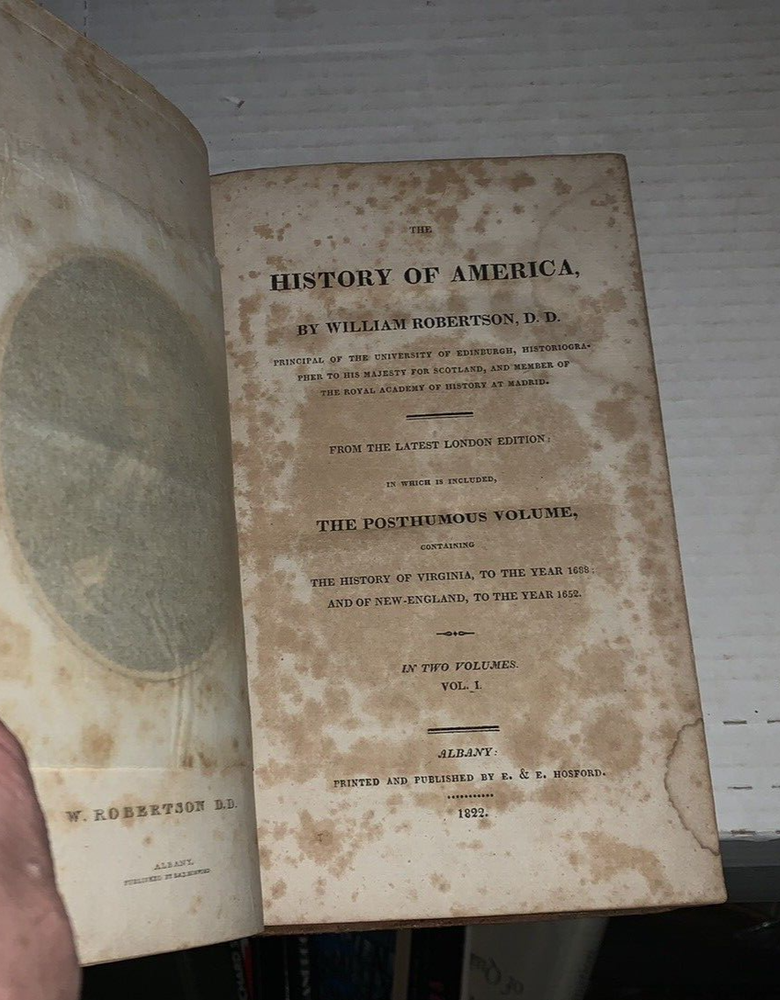 W. ROBERTSON D.D.
ALBANY,
PUBLISHED BY E. & E. HOSFORD
THE
HISTORY OF AMERICA,
BY WILLIAM ROBERTSON, D. D.
PRINCIPAL OF THE UNIVERSITY OF EDINBURGH, HISTORIOGRA-
PHER TO HIS MAJESTY FOR SCOTLAND, AND MEMBER OF
THE ROYAL ACADEMY OF HISTORY AT MADRID.
FROM THE LATEST LONDON EDITION:
IN WHICH IS INCLUDED,
THE POSTHUMOUS VOLUME,
CONTAINING
THE HISTORY OF VIRGINIA, TO THE YEAR 1688:
AND OF NEW-ENGLAND, TO THE YEAR 1652.
IN TWO VOLUMES.
VOL. I.
ALBANY:
PRINTED AND PUBLISHED BY E. & E. HOSFORD.
1822.